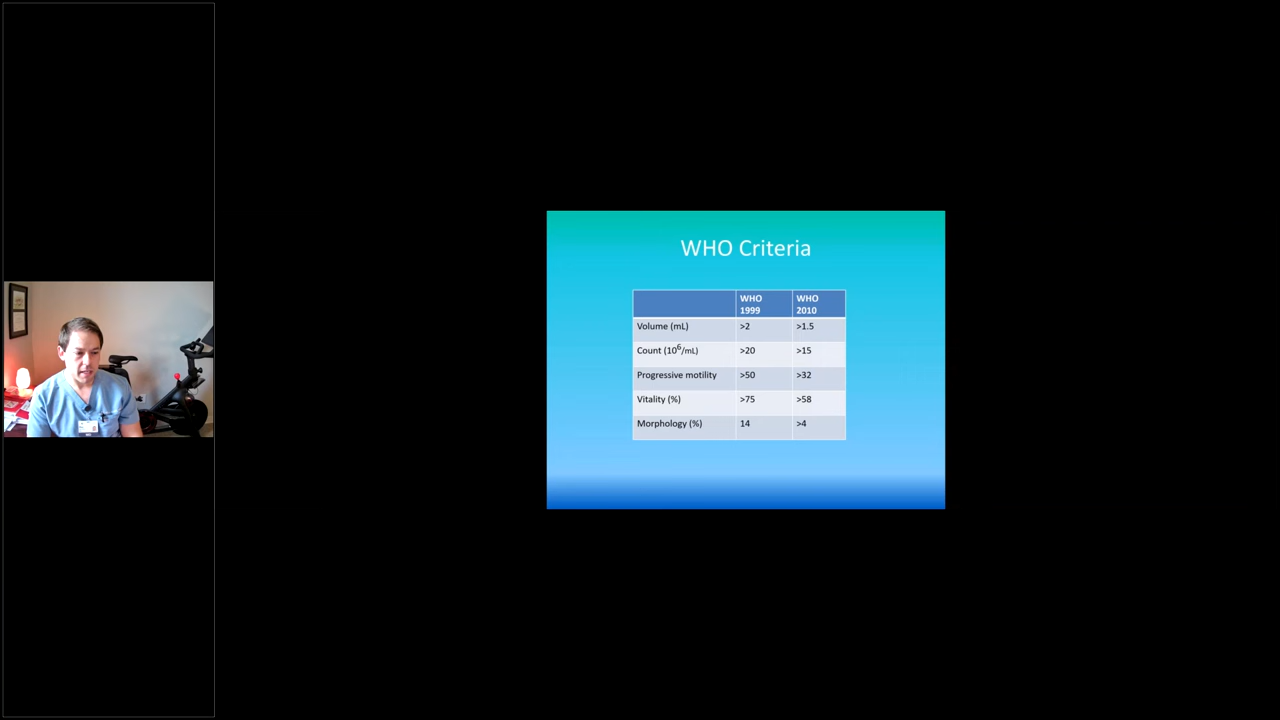 WHO Criteria
WHO 1999 WHO 2010
Volume (mL) >2 >1.5
Count (10⁶/mL) >20 >15
Progressive motility >50 >32
Vitality (%) >75 >58
Morphology (%) 14 >4